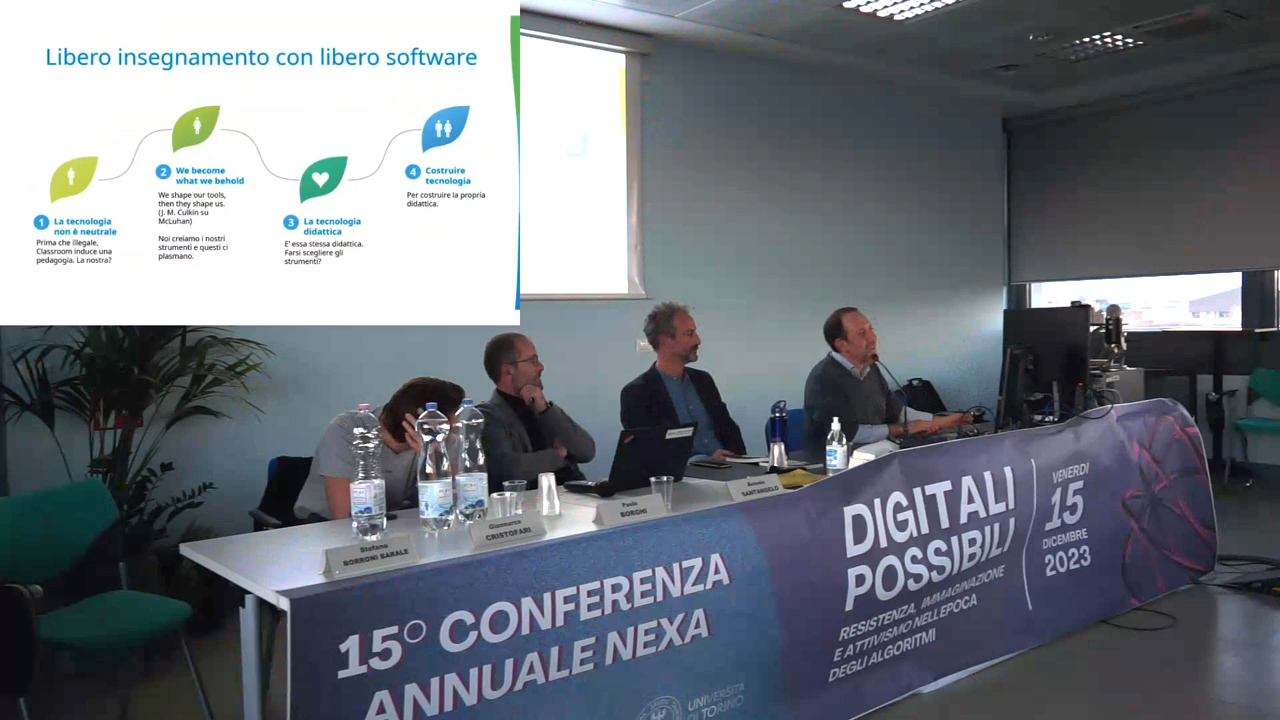 Libero insegnamento con libero software
1 La tecnologia
non è neutrale
Prima che illegale,
Classroom induce una
pedagogia. La nostra?
2 We become
what we behold
We shape our tools,
then they shape us.
(J. M. Culkin su
McLuhan)
Noi creiamo i nostri
strumenti e questi ci
plasmano.
3 La tecnologia
didattica
E' essa stessa didattica.
Farsi scegliere gli
strumenti?
4 Costruire
tecnologia
Per costruire la propria
didattica.
Stefano
BORRONI BARALE
Gianmarco
CRISTOFARI
Paolo
BORGHI
Antonio
SANTANGELO
15° CONFERENZA
ANNUALE NEXA
UNIVERSITÀ
DI TORINO
DIGITALI
POSSIBILI
RESISTENZA, IMMAGINAZIONE
E ATTIVISMO NELL'EPOCA
DEGLI ALGORITMI
VENERDÌ
15
DICEMBRE
2023